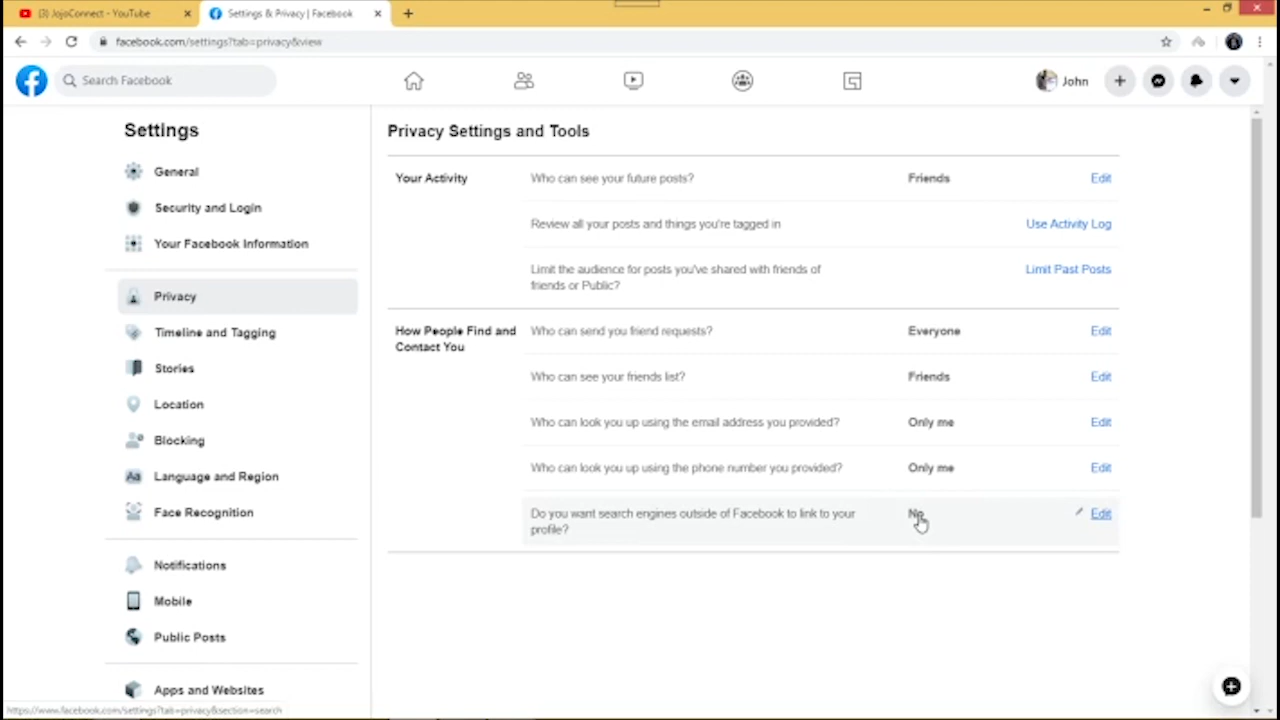 (3) JojoConnect - YouTube
Settings & Privacy | Facebook
facebook.com/settings?tab=privacy&view
Search Facebook
John
Settings
General
Security and Login
Your Facebook Information
Privacy
Timeline and Tagging
Stories
Location
Blocking
Aa Language and Region
Face Recognition
Notifications
Mobile
Public Posts
Apps and Websites
Privacy Settings and Tools
Your Activity
Who can see your future posts? Friends Edit
Review all your posts and things you're tagged in Use Activity Log
Limit the audience for posts you've shared with friends of Limit Past Posts
friends or Public?
How People Find and Who can send you friend requests? Everyone Edit
Contact You
Who can see your friends list? Friends Edit
Who can look you up using the email address you provided? Only me Edit
Who can look you up using the phone number you provided? Only me Edit
Do you want search engines outside of Facebook to link to your No Edit
profile?
https://www.facebook.com/settings?tab=privacy&section=search